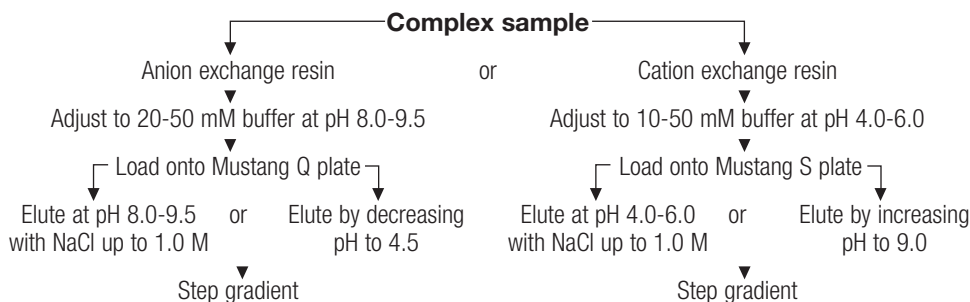 Complex sample
Anion exchange resin or Cation exchange resin
Adjust to 20-50 mM buffer at pH 8.0-9.5 Adjust to 10-50 mM buffer at pH 4.0-6.0
Load onto Mustang Q plate Load onto Mustang S plate
Elute at pH 8.0-9.5 or Elute by decreasing Elute at pH 4.0-6.0 or Elute by increasing
with NaCl up to 1.0 M pH to 4.5 with NaCl up to 1.0 M pH to 9.0
Step gradient Step gradient